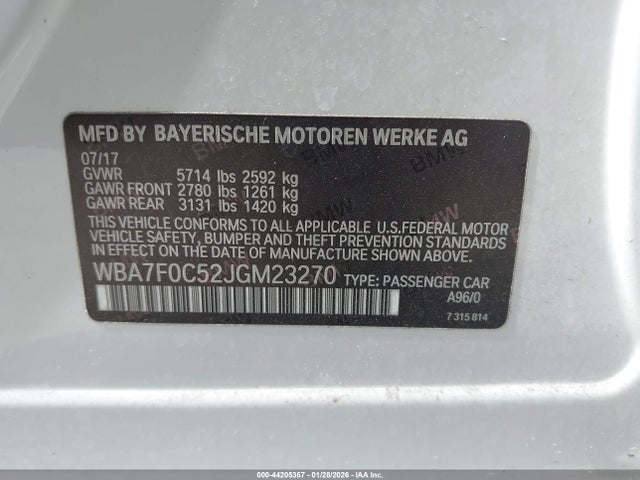 MFD BY BAYERISCHE MOTOREN WERKE AG
07/17
GVWR 5714 lbs 2592 kg
GAWR FRONT 2780 lbs 1261 kg
GAWR REAR 3131 lbs 1420 kg
THIS VEHICLE CONFORMS TO ALL APPLICABLE U.S.FEDERAL MOTOR
VEHICLE SAFETY, BUMPER AND THEFT PREVENTION STANDARDS
IN EFFECT ON THE DATE OF MANUFACTURE SHOWN ABOVE.
WBA7F0C52JGM23270 TYPE: PASSENGER CAR
A96/0
7 315 814
000-44205357 | 01/28/2026 | IAAC